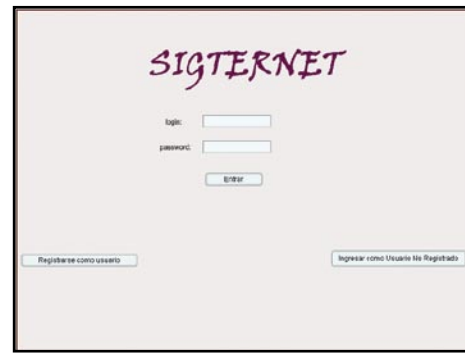 SIGTERNET
login:
password:
Entrar
Registrarse como usuario
Ingresar como Usuario No Registrado